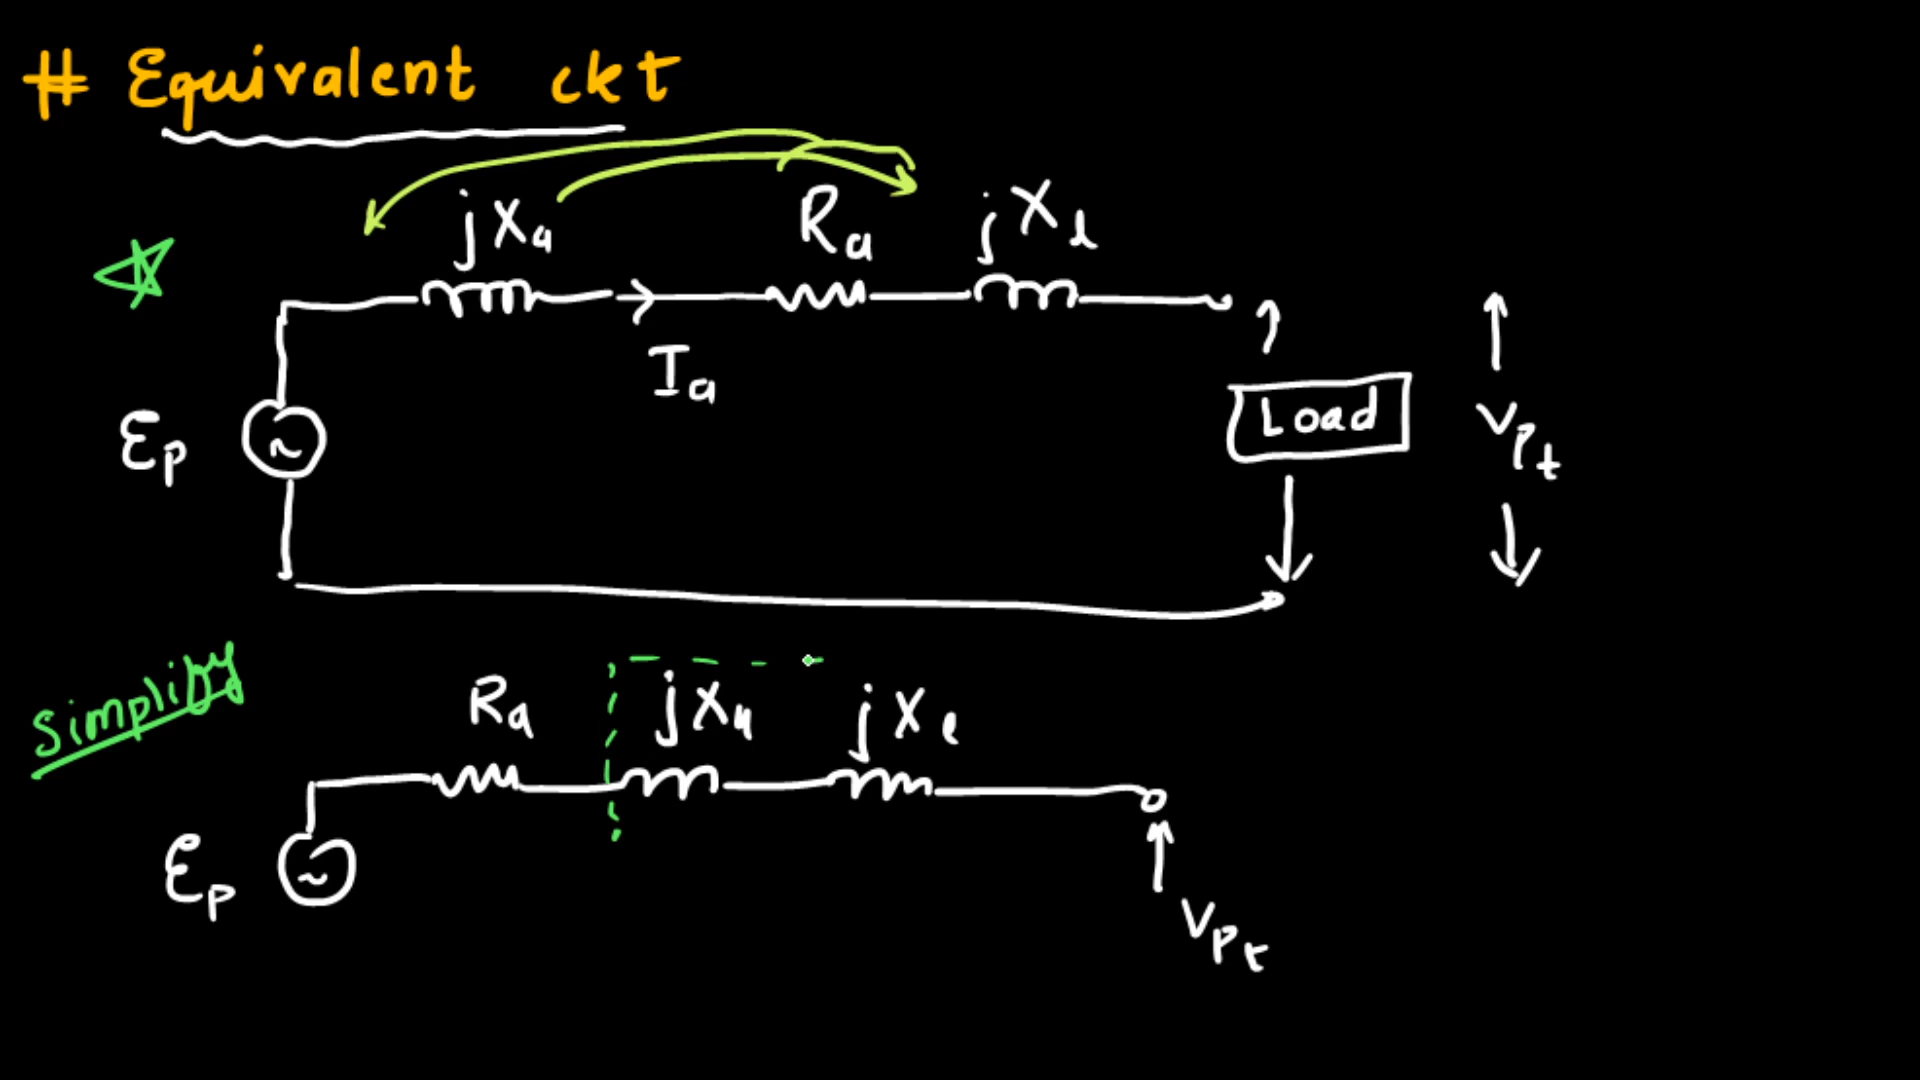 # Equivalent ckt
jXa Ra jXl
Ia
Ep Load Vpt
Simplify
Ra jXa jXl
Ep
Vpt